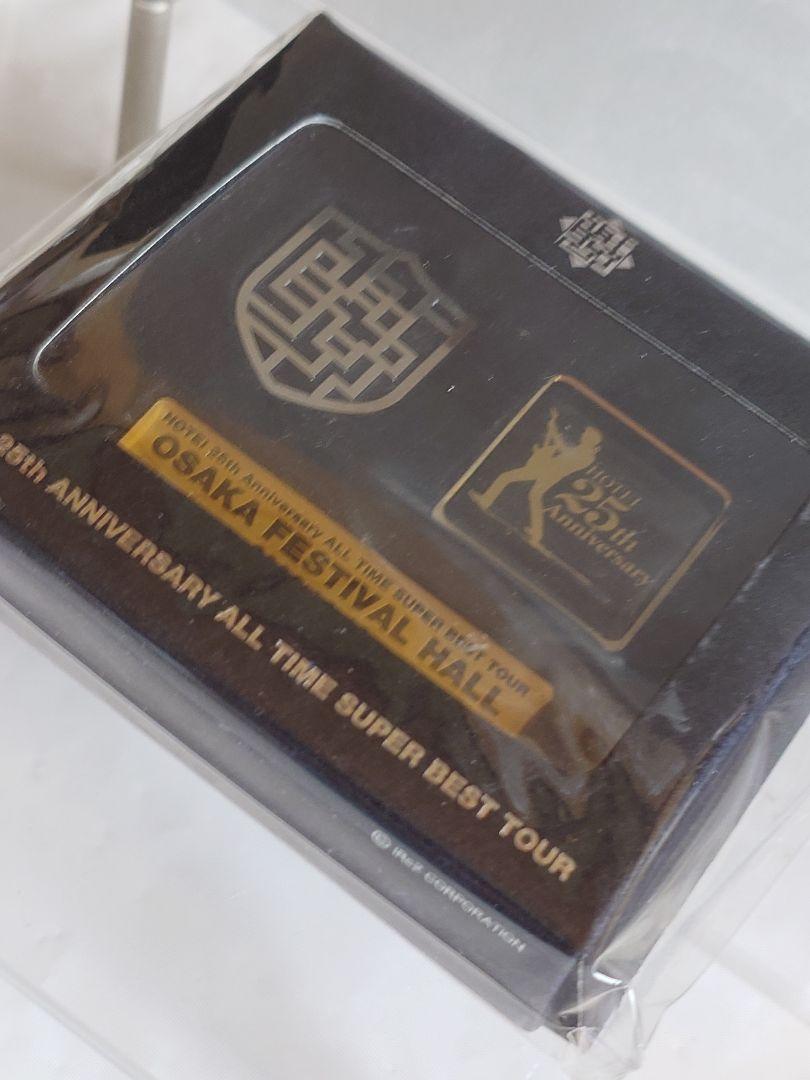 HOTEI
25th
Anniversary
HOTEI 25th Anniversary ALL TIME SUPER BEST TOUR
OSAKA FESTIVAL HALL
25th ANNIVERSARY ALL TIME SUPER BEST TOUR
© IRc2 CORPORATION